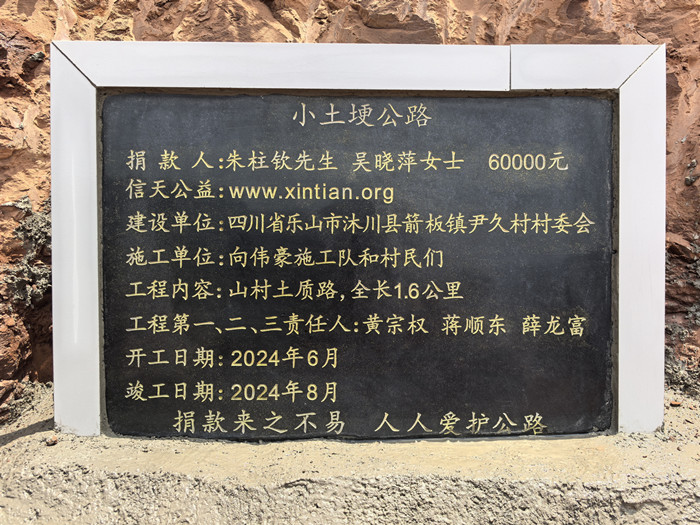 小土埂公路
捐款人：朱柱钦先生 吴晓萍女士 60000元
信天公益：www.xintian.org
建设单位：四川省乐山市沐川县箭板镇尹久村村委会
施工单位：向伟豪施工队和村民们
工程内容：山村土质路，全长1.6公里
工程第一、二、三责任人：黄宗权 蒋顺东 薛龙富
开工日期：2024年6月
竣工日期：2024年8月
捐款来之不易 人人爱护公路